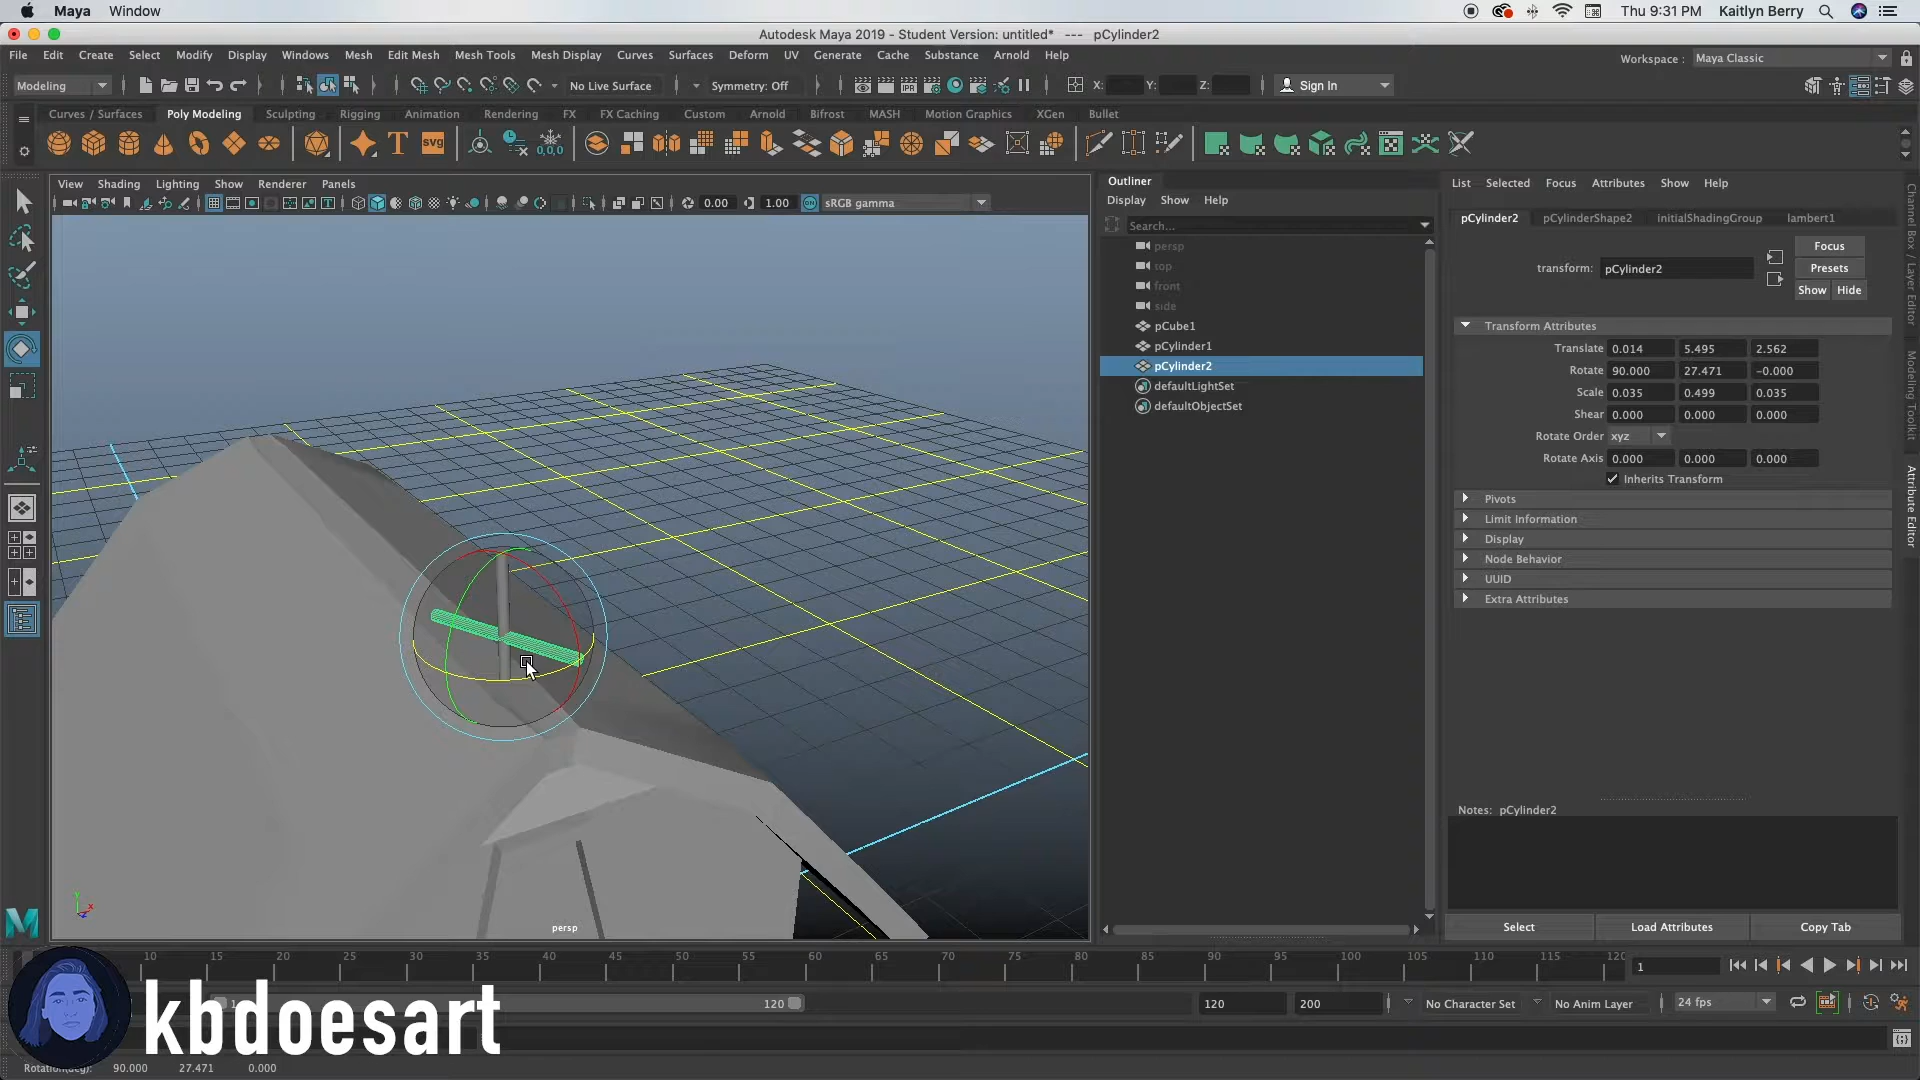 Maya Window
Thu 9:31 PM Kaitlyn Berry
Autodesk Maya 2019 - Student Version: untitled* --- pCylinder2
File Edit Create Select Modify Display Windows Mesh Edit Mesh Mesh Tools Mesh Display Curves Surfaces Deform UV Generate Cache Substance Arnold Help
Workspace : Maya Classic
Modeling No Live Surface Symmetry: Off X: Y: Z: Sign In
Curves / Surfaces Poly Modeling Sculpting Rigging Animation Rendering FX FX Caching Custom Arnold Bifrost MASH Motion Graphics XGen Bullet
View Shading Lighting Show Renderer Panels
0.00 1.00 sRGB gamma
persp
Outliner
Display Show Help
Search...
persp
top
front
side
pCube1
pCylinder1
pCylinder2
defaultLightSet
defaultObjectSet
List Selected Focus Attributes Show Help
pCylinder2 pCylinderShape2 initialShadingGroup lambert1
transform: pCylinder2
Focus
Presets
Show Hide
Transform Attributes
Translate 0.014 5.495 2.562
Rotate 90.000 27.471 -0.000
Scale 0.035 0.499 0.035
Shear 0.000 0.000 0.000
Rotate Order xyz
Rotate Axis 0.000 0.000 0.000
Inherits Transform
Pivots
Limit Information
Display
Node Behavior
UUID
Extra Attributes
Notes: pCylinder2
Select Load Attributes Copy Tab
Channel Box / Layer Editor
Modeling Toolkit
Attribute Editor
10 15 20 25 30 35 40 45 50 55 60 65 70 75 80 85 90 95 100 105 110 115 120
1
120 120 200 No Character Set No Anim Layer 24 fps
kbdoesart
90.000 27.471 0.000